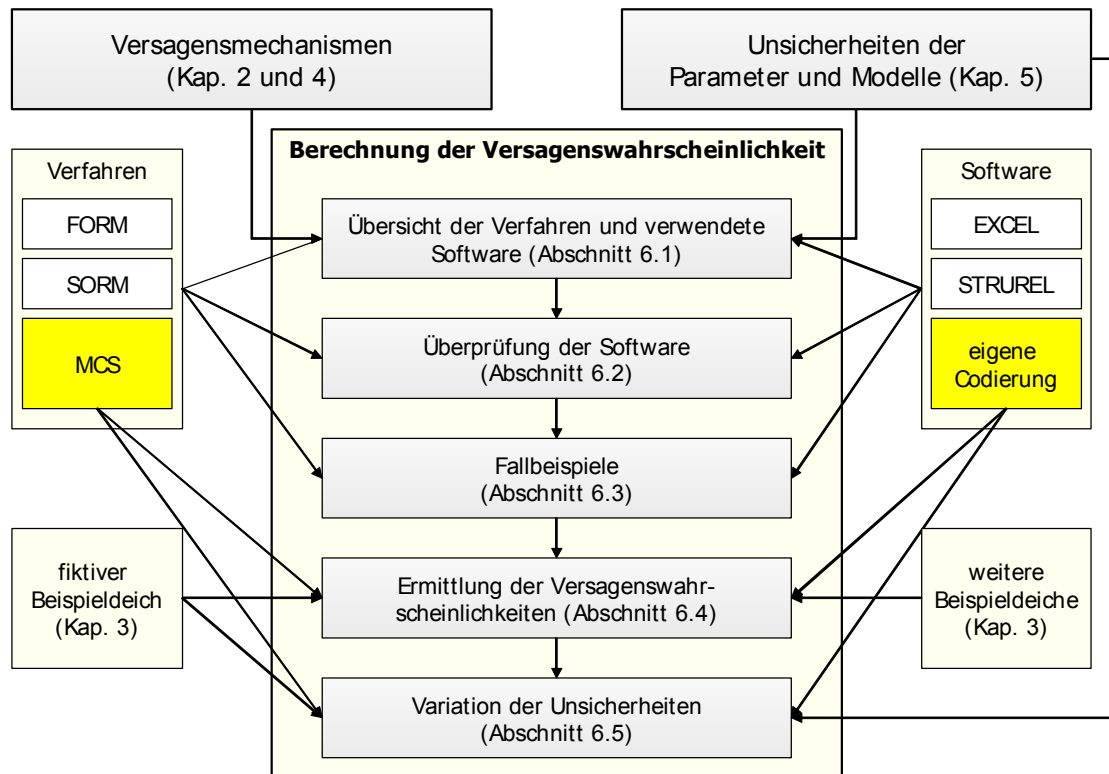 Versagensmechanismen
(Kap. 2 und 4)
Unsicherheiten der
Parameter und Modelle (Kap. 5)
Berechnung der Versagenswahrscheinlichkeit
Verfahren
FORM
SORM
MCS
Software
EXCEL
STRUREL
eigene
Codierung
Übersicht der Verfahren und verwendete
Software (Abschnitt 6.1)
Überprüfung der Software
(Abschnitt 6.2)
Fallbeispiele
(Abschnitt 6.3)
fiktiver
Beispieldeich
(Kap. 3)
Ermittlung der Versagenswahr-
scheinlichkeiten (Abschnitt 6.4)
weitere
Beispieldeiche
(Kap. 3)
Variation der Unsicherheiten
(Abschnitt 6.5)